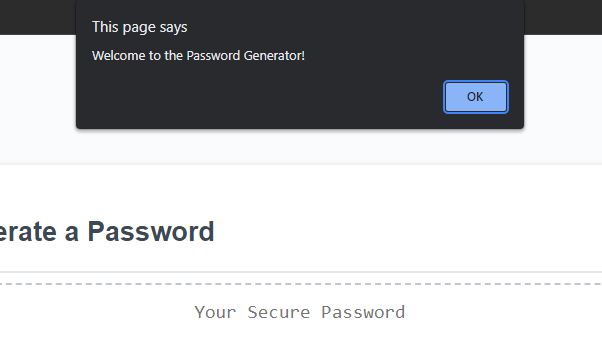 This page says
Welcome to the Password Generator!
OK
erate a Password
Your Secure Password